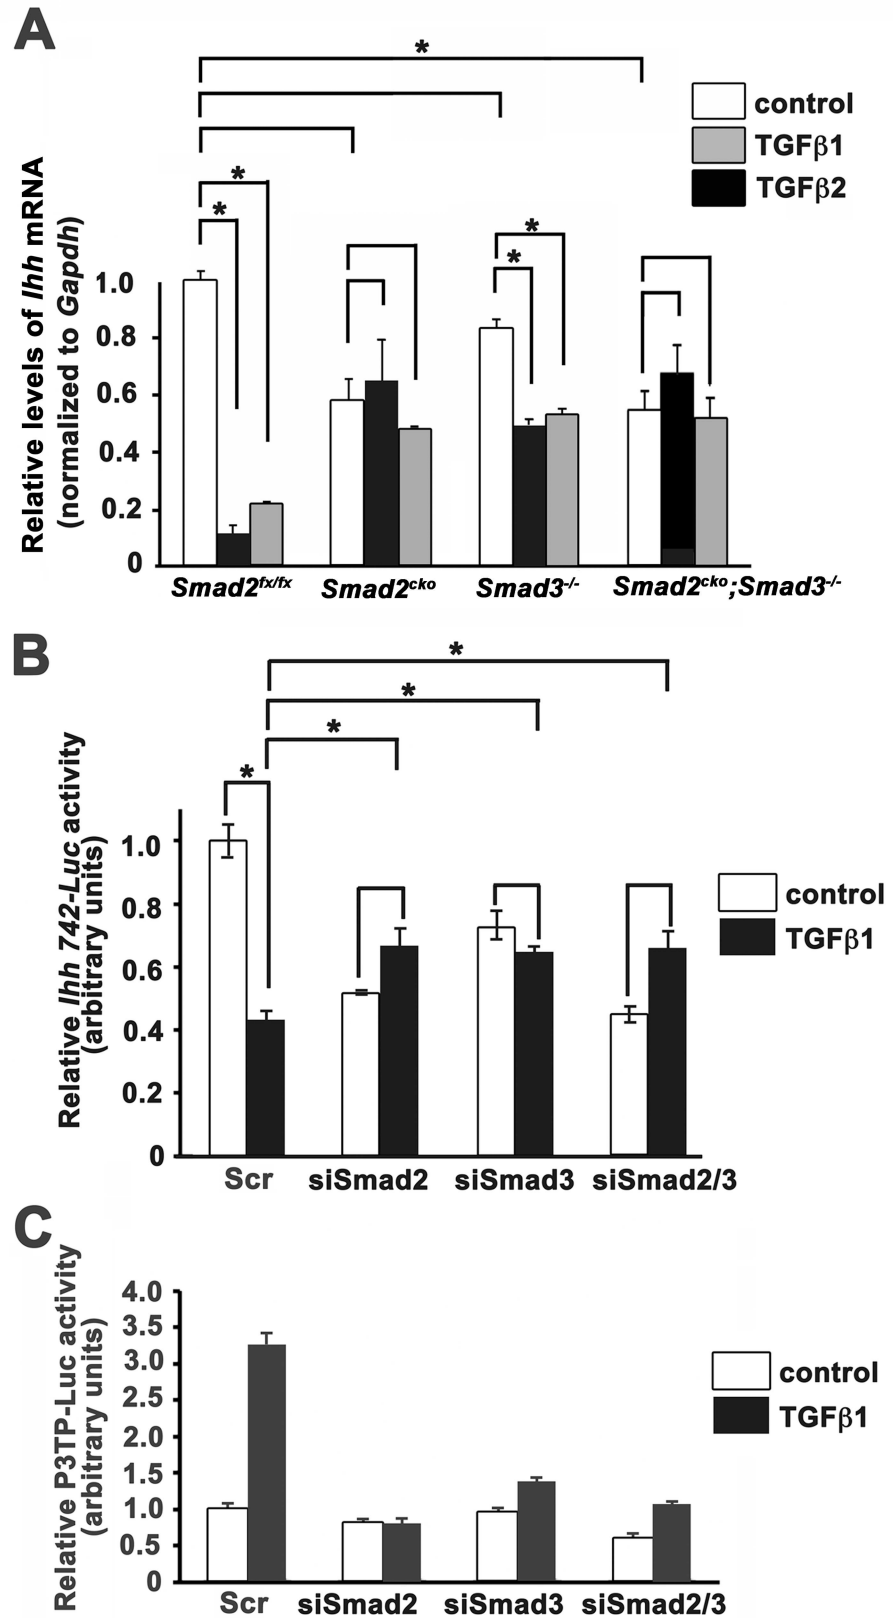 A
*
control
TGFβ1
TGFβ2
* *
* *
Relative levels of Ihh mRNA
(normalized to Gapdh)
1.0
0.8
0.6
0.4
0.2
0
Smad2fx/fx Smad2cko Smad3-/- Smad2cko;Smad3-/-
B
*
*
*
*
Relative Ihh 742-Luc activity
(arbitrary units)
1.0
0.8
0.6
0.4
0.2
0
control
TGFβ1
Scr siSmad2 siSmad3 siSmad2/3
C
Relative P3TP-Luc activity
(arbitrary units)
4.0
3.5
3.0
2.5
2.0
1.5
1.0
0.5
0
control
TGFβ1
Scr siSmad2 siSmad3 siSmad2/3